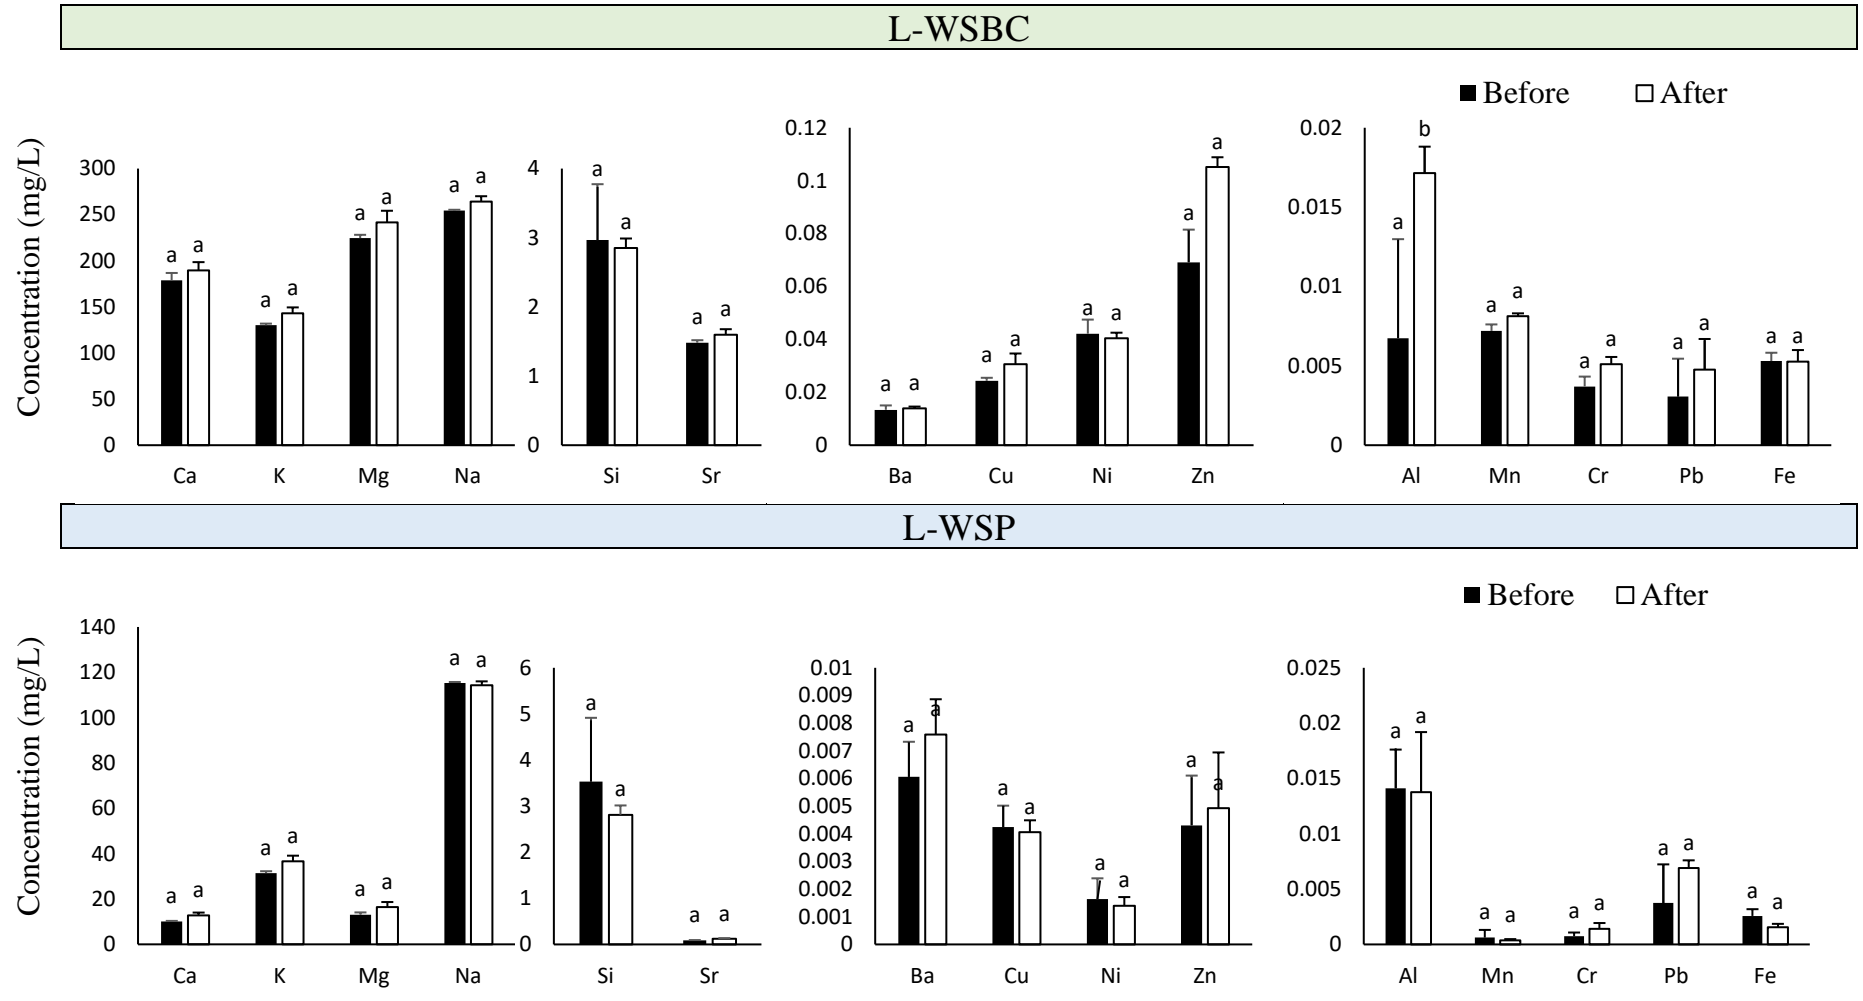 L-WSBC
Before After
Concentration (mg/L)
300
250
200
150
100
50
0
a a a a a a a a
Ca K Mg Na
4
3
2
1
0
a a a a
Si Sr
0.12
0.1
0.08
0.06
0.04
0.02
0
a a a a a a a a
Ba Cu Ni Zn
0.02
0.015
0.01
0.005
0
a b a a a a a a a a
Al Mn Cr Pb Fe
L-WSP
Before After
Concentration (mg/L)
140
120
100
80
60
40
20
0
a a a a a a a a
Ca K Mg Na
6
5
4
3
2
1
0
a a a a
Si Sr
0.01
0.009
0.008
0.007
0.006
0.005
0.004
0.003
0.002
0.001
0
a a a a a a a a
Ba Cu Ni Zn
0.025
0.02
0.015
0.01
0.005
0
a a a a a a a a a a
Al Mn Cr Pb Fe